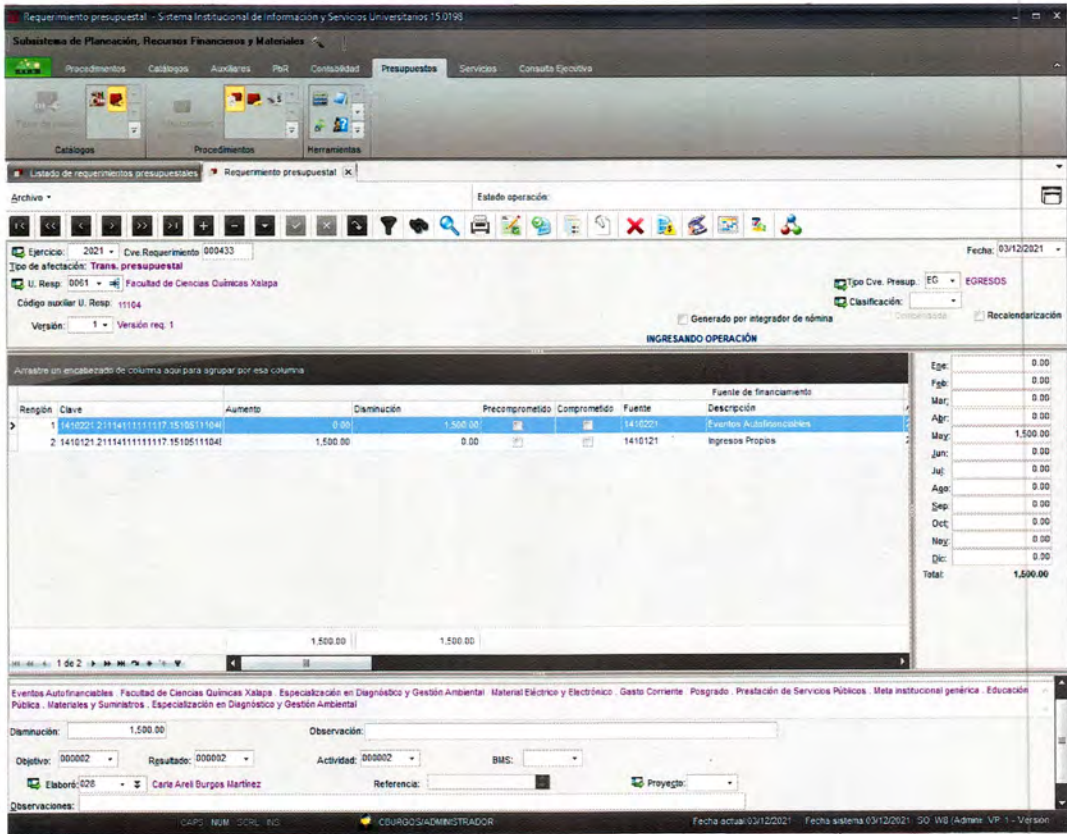 Requerimiento presupuestal - Sistema Institucional de Información y Servicios Universitarios 15.0198
Subsistema de Planeación, Recursos Financieros y Materiales
Procedimientos Catálogos Auxiliares PbR Contabilidad Presupuestos Servicios Consulta Ejecutiva
Catálogos Procedimientos Herramientas
Listado de requerimientos presupuestales Requerimiento presupuestal
Archivo Estado operación:
Ejercicio: 2021 Cve.Requerimiento 000433 Fecha: 03/12/2021
Tipo de afectación: Trans. presupuestal
U. Resp: 0061 Facultad de Ciencias Químicas Xalapa Tipo Cve. Presup.: EG EGRESOS
Código auxiliar U. Resp: 11104 Clasificación:
Versión: 1 Versión req. 1 Generado por integrador de nómina Recalendarización
INGRESANDO OPERACIÓN
Arrastre un encabezado de columna aquí para agrupar por esa columna
Fuente de financiamiento
Renglón Clave Aumento Disminución Precomprometido Comprometido Fuente Descripción
1 1410221.21114111111117.151051110 0.00 1,500.00 1410221 Eventos Autofinanciables
2 1410121.21114111111117.151051110 1,500.00 0.00 1410121 Ingresos Propios
1,500.00 1,500.00
1 de 2
Ene: 0.00
Feb: 0.00
Mar: 0.00
Abr: 0.00
May: 1,500.00
Jun: 0.00
Jul: 0.00
Ago: 0.00
Sep: 0.00
Oct: 0.00
Nov: 0.00
Dic: 0.00
Total: 1,500.00
Eventos Autofinanciables . Facultad de Ciencias Químicas Xalapa . Especialización en Diagnóstico y Gestión Ambiental . Material Eléctrico y Electrónico . Gasto Corriente . Posgrado . Prestación de Servicios Públicos . Meta institucional genérica . Educación
Pública . Materiales y Suministros . Especialización en Diagnóstico y Gestión Ambiental
Disminución: 1,500.00 Observación:
Objetivo: 000002 Resultado: 000002 Actividad: 000002 BMS:
Elaboró: 028 Carla Areli Burgos Martínez Referencia: Proyecto:
Observaciones:
CAPS NUM SCRL INS CBURGOS/ADMINISTRADOR Fecha actual 03/12/2021 Fecha sistema 03/12/2021 SO: W8 (Admini VP: 1 - Version